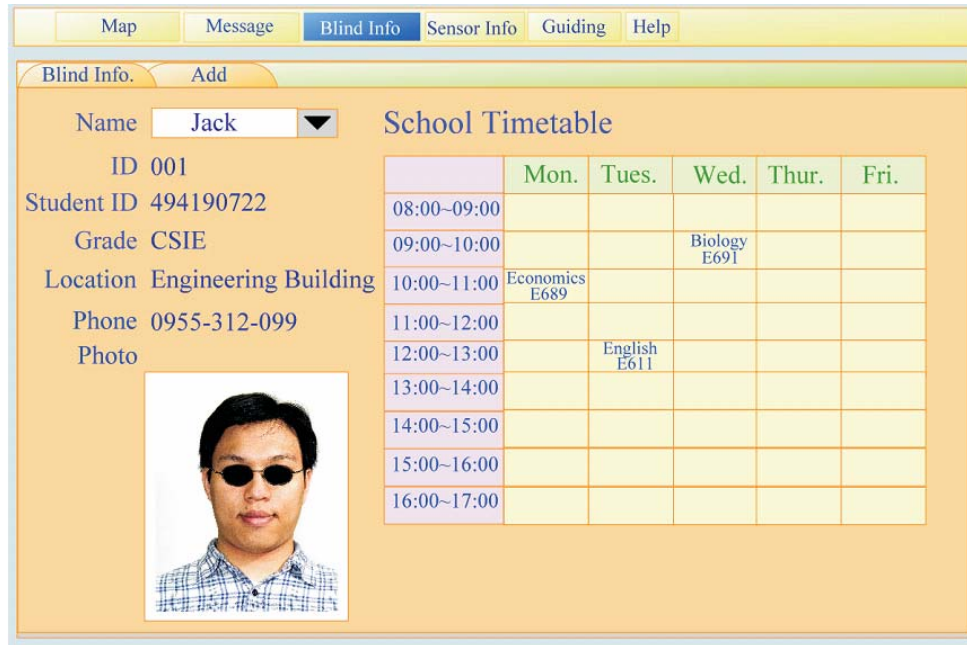 Map Message Blind Info Sensor Info Guiding Help
Blind Info. Add
Name Jack
School Timetable
ID 001
Student ID 494190722
Grade CSIE
Location Engineering Building
Phone 0955-312-099
Photo
Mon. Tues. Wed. Thur. Fri.
08:00~09:00
09:00~10:00 Biology
E691
10:00~11:00 Economics
E689
11:00~12:00
12:00~13:00 English
E611
13:00~14:00
14:00~15:00
15:00~16:00
16:00~17:00